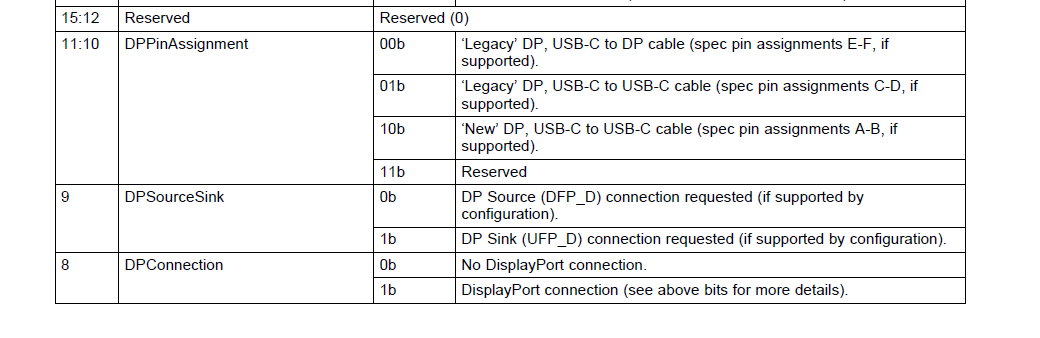 15:12 Reserved Reserved (0)
11:10 DPPinAssignment 00b ‘Legacy’ DP, USB-C to DP cable (spec pin assignments E-F, if
supported).
01b ‘Legacy’ DP, USB-C to USB-C cable (spec pin assignments C-D, if
supported).
10b ‘New’ DP, USB-C to USB-C cable (spec pin assignments A-B, if
supported).
11b Reserved
9 DPSourceSink 0b DP Source (DFP_D) connection requested (if supported by
configuration).
1b DP Sink (UFP_D) connection requested (if supported by configuration).
8 DPConnection 0b No DisplayPort connection.
1b DisplayPort connection (see above bits for more details).